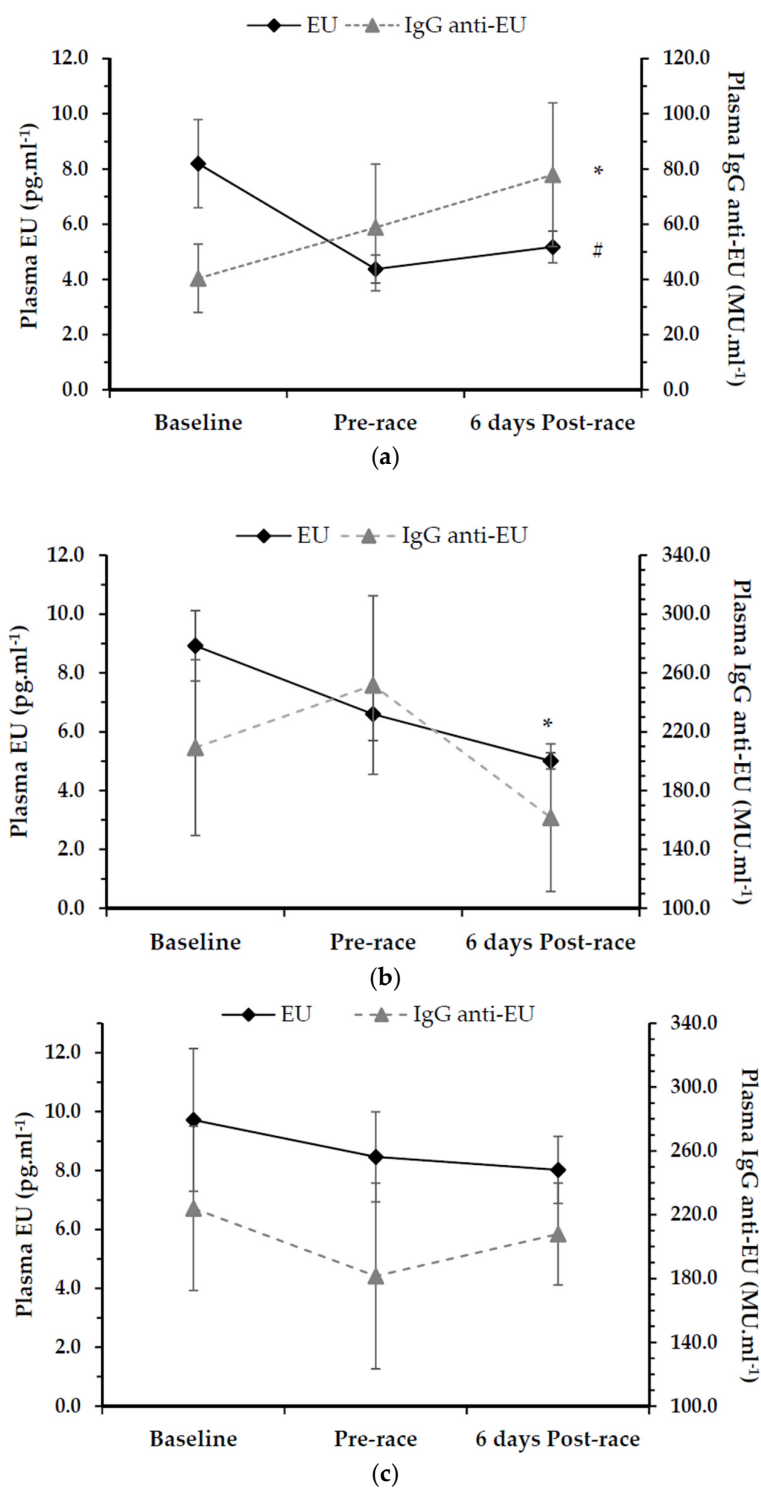 EU IgG anti-EU
12.0 120.0
10.0 100.0
8.0 80.0
6.0 60.0
4.0 40.0
2.0 20.0
0.0 0.0
Plasma EU (pg.ml-1)
Plasma IgG anti-EU (MU.ml-1)
*
#
Baseline Pre-race 6 days Post-race
(a)
EU IgG anti-EU
12.0 340.0
10.0 300.0
8.0 260.0
6.0 220.0
4.0 180.0
2.0 140.0
0.0 100.0
Plasma EU (pg.ml-1)
Plasma IgG anti-EU (MU.ml-1)
*
Baseline Pre-race 6 days Post-race
(b)
EU IgG anti-EU
340.0
12.0 300.0
10.0 260.0
8.0 220.0
6.0 180.0
4.0 140.0
2.0 100.0
0.0
Plasma EU (pg.ml-1)
Plasma IgG anti-EU (MU.ml-1)
Baseline Pre-race 6 days Post-race
(c)